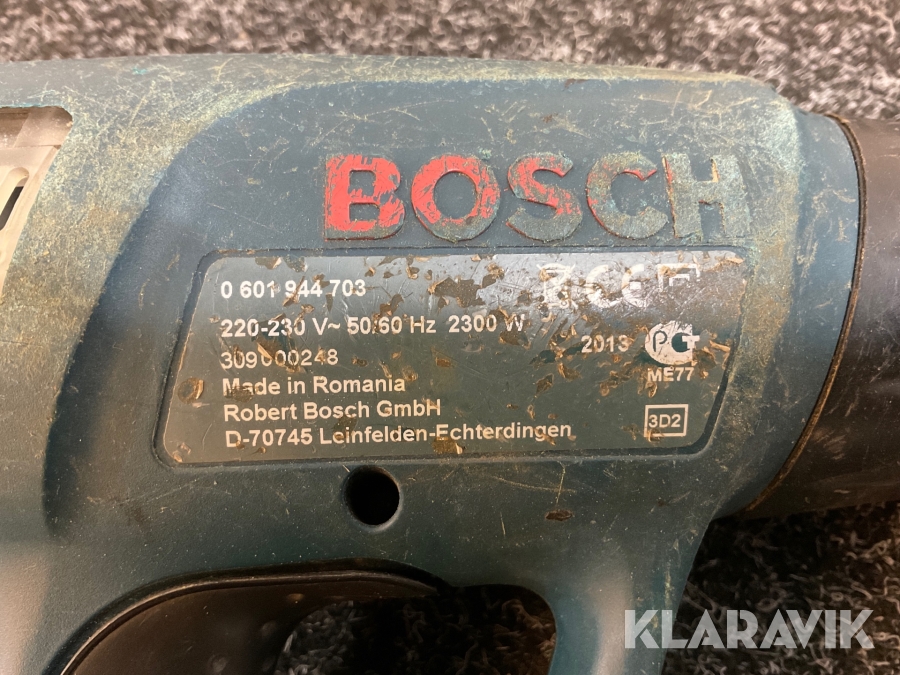 BOSCH
0 601 944 703
CE
220-230 V~ 50/60 Hz 2300 W
309000248
2013
Made in Romania
ME77
Robert Bosch GmbH
D-70745 Leinfelden-Echterdingen
3D2
KLARAVIK